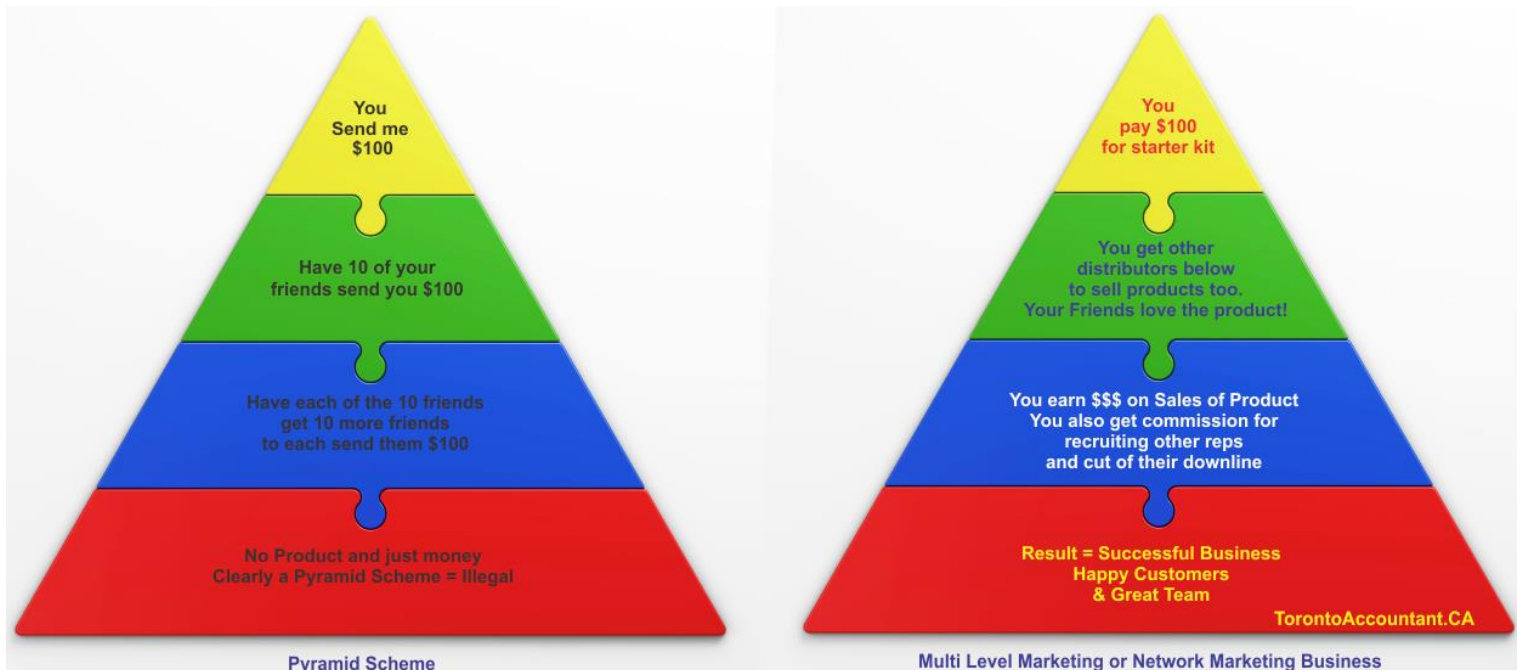 You
Send me
$100
Have 10 of your
friends send you $100
Have each of the 10 friends
get 10 more friends
to each send them $100
No Product and just money
Clearly a Pyramid Scheme = Illegal
Pyramid Scheme
You
pay $100
for starter kit
You get other
distributors below
to sell products too.
Your Friends love the product!
You earn $$$ on Sales of Product
You also get commission for
recruiting other reps
and cut of their downline
Result = Successful Business
Happy Customers
& Great Team
TorontoAccountant.CA
Multi Level Marketing or Network Marketing Business